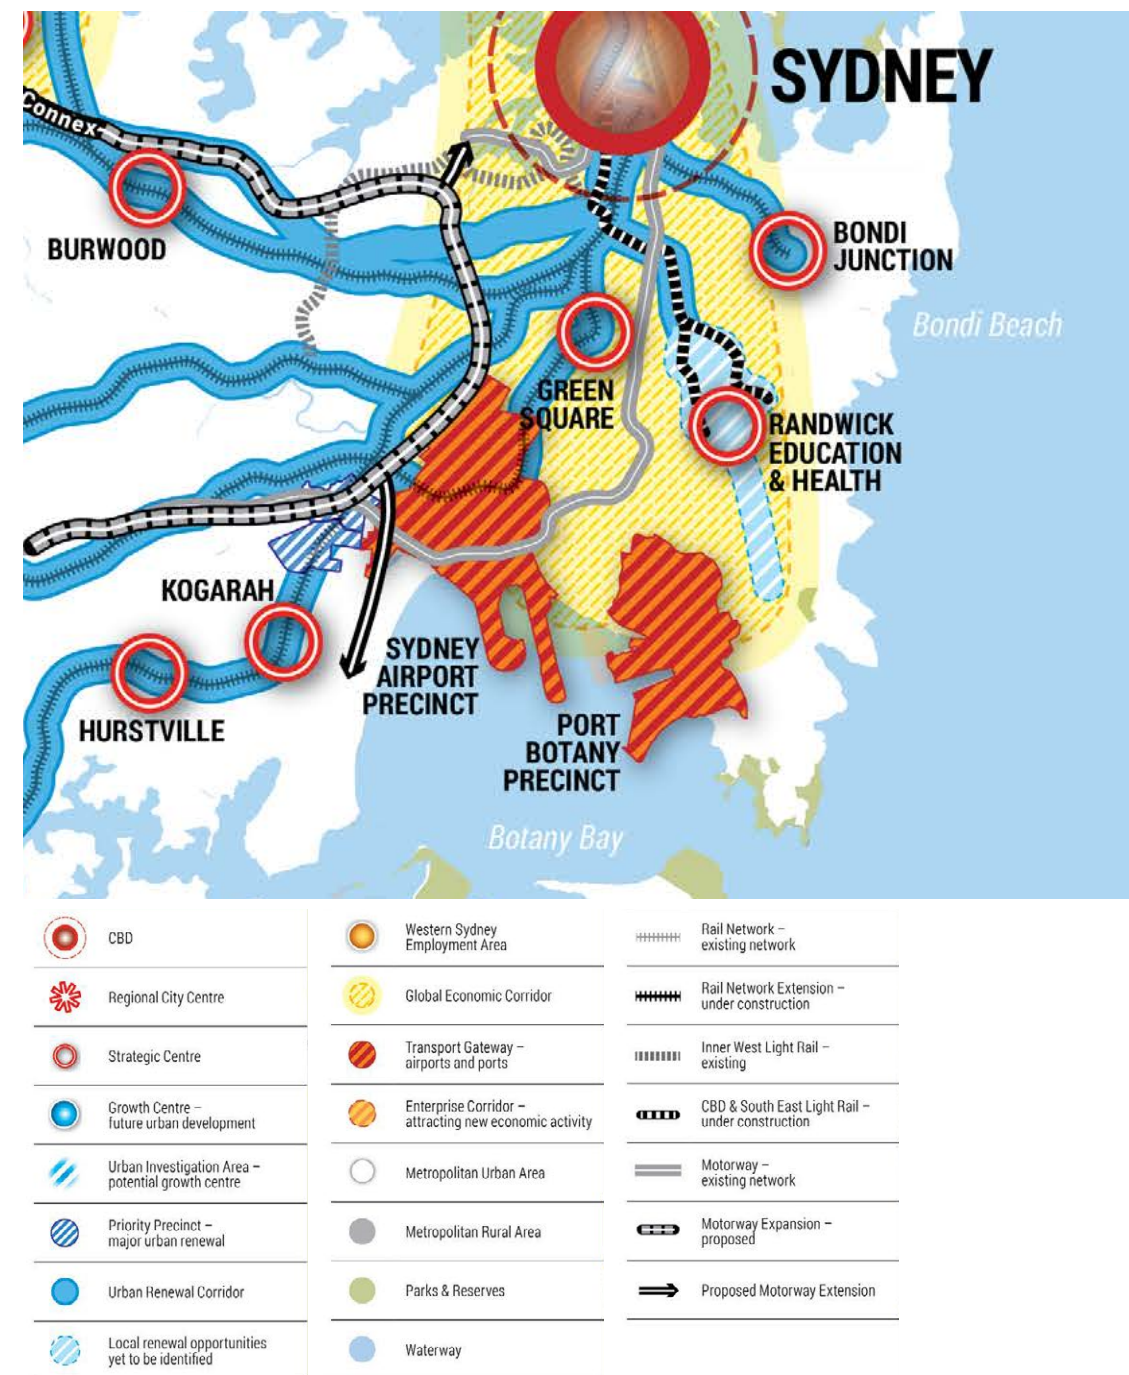 SYDNEY
Connex
BURWOOD
BONDI
JUNCTION
Bondi Beach
GREEN
SQUARE
RANDWICK
EDUCATION
& HEALTH
KOGARAH
SYDNEY
AIRPORT
PRECINCT
HURSTVILLE
PORT
BOTANY
PRECINCT
Botany Bay
CBD
Regional City Centre
Strategic Centre
Growth Centre –
future urban development
Urban Investigation Area –
potential growth centre
Priority Precinct –
major urban renewal
Urban Renewal Corridor
Local renewal opportunities
yet to be identified
Western Sydney
Employment Area
Global Economic Corridor
Transport Gateway –
airports and ports
Enterprise Corridor –
attracting new economic activity
Metropolitan Urban Area
Metropolitan Rural Area
Parks & Reserves
Waterway
Rail Network –
existing network
Rail Network Extension –
under construction
Inner West Light Rail –
existing
CBD & South East Light Rail –
under construction
Motorway –
existing network
Motorway Expansion –
proposed
Proposed Motorway Extension